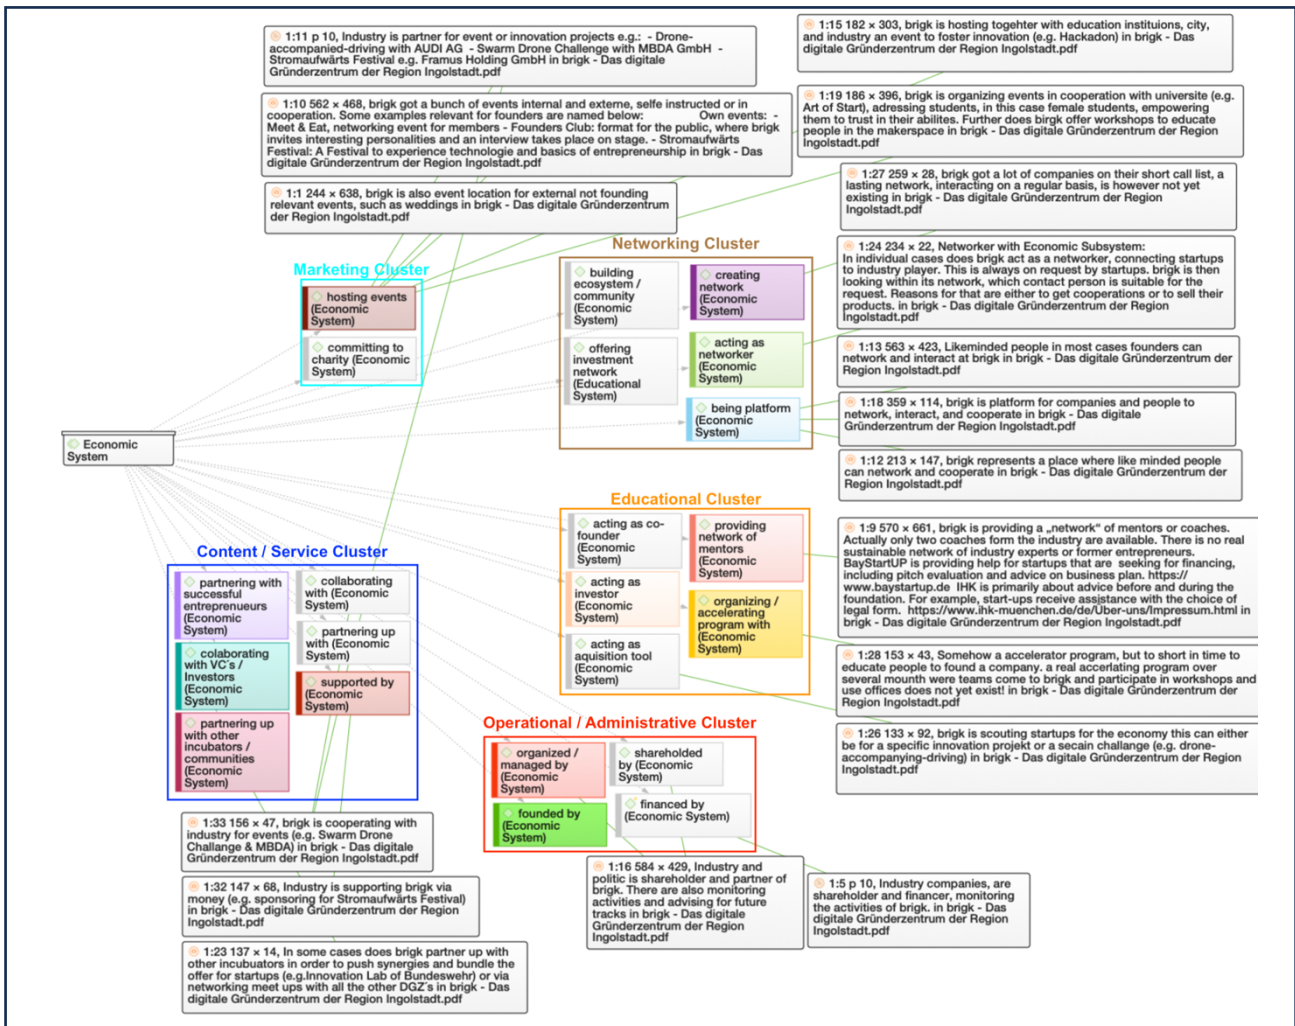 1:11 p 10, Industry is partner for event or innovation projects e.g.:  - Drone-
accompanied-driving with AUDI AG  - Swarm Drone Challenge with MBDA GmbH  -
Stromaufwärts Festival e.g. Framus Holding GmbH in brigk - Das digitale
Gründerzentrum der Region Ingolstadt.pdf
1:10 562 × 468, brigk got a bunch of events internal and externe, selfe instructed or in
cooperation. Some examples relevant for founders are named below: Own events: -
Meet & Eat, networking event for members - Founders Club: format for the public, where brigk
invites interesting personalities and an interview takes place on stage. - Stromaufwärts
Festival: A Festival to experience technologie and basics of entrepreneurship in brigk - Das
digitale Gründerzentrum der Region Ingolstadt.pdf
1:1 244 × 638, brigk is also event location for external not founding
relevant events, such as weddings in brigk - Das digitale Gründerzentrum
der Region Ingolstadt.pdf
1:15 182 × 303, brigk is hosting togehter with education instituions, city,
and industry an event to foster innovation (e.g. Hackadon) in brigk - Das
digitale Gründerzentrum der Region Ingolstadt.pdf
1:19 186 × 396, brigk is organizing events in cooperation with universite (e.g.
Art of Start), adressing students, in this case female students, empowering
them to trust in their abilites. Further does birgk offer workshops to educate
people in the makerspace in brigk - Das digitale Gründerzentrum der Region
Ingolstadt.pdf
1:27 259 × 28, brigk got a lot of companies on their short call list, a
lasting network, interacting on a regular basis, is however not yet
existing in brigk - Das digitale Gründerzentrum der Region
Ingolstadt.pdf
1:24 234 × 22, Networker with Economic Subsystem:
In individual cases does brigk act as a networker, connecting startups
to industry player. This is always on request by startups. brigk is then
looking within its network, which contact person is suitable for the
request. Reasons for that are either to get cooperations or to sell their
products. in brigk - Das digitale Gründerzentrum der Region
Ingolstadt.pdf
1:13 563 × 423, Likeminded people in most cases founders can
network and interact at brigk in brigk - Das digitale Gründerzentrum der
Region Ingolstadt.pdf
1:18 359 × 114, brigk is platform for companies and people to
network, interact, and cooperate in brigk - Das digitale
Gründerzentrum der Region Ingolstadt.pdf
1:12 213 × 147, brigk represents a place where like minded people
can network and cooperate in brigk - Das digitale Gründerzentrum der
Region Ingolstadt.pdf
Marketing Cluster
hosting events
(Economic
System)
committing to
charity (Economic
System)
Networking Cluster
building
ecosystem /
community
(Economic
System)
creating
network
(Economic
System)
offering
investment
network
(Educational
System)
acting as
networker
(Economic
System)
being platform
(Economic
System)
Economic
System
Educational Cluster
acting as co-
founder
(Economic
System)
providing
network of
mentors
(Economic
System)
acting as
investor
(Economic
System)
organizing /
accelerating
program with
(Economic
System)
acting as
aquisition tool
(Economic
System)
1:9 570 × 661, brigk is providing a „network“ of mentors or coaches.
Actually only two coaches form the industry are available. There is no real
sustainable network of industry experts or former entrepreneurs.
BayStartUP is providing help for startups that are  seeking for financing,
including pitch evaluation and advice on business plan. https://
www.baystartup.de  IHK is primarily about advice before and during the
foundation. For example, start-ups receive assistance with the choice of
legal form.  https://www.ihk-muenchen.de/de/Über-uns/Impressum.html in
brigk - Das digitale Gründerzentrum der Region Ingolstadt.pdf
1:28 153 × 43, Somehow a accelerator program, but to short in time to
educate people to found a company. a real accerlating program over
several mounth were teams come to brigk and participate in workshops and
use offices does not yet exist! in brigk - Das digitale Gründerzentrum der
Region Ingolstadt.pdf
1:26 133 × 92, brigk is scouting startups for the economy this can either
be for a specific innovation projekt or a secain challange (e.g. drone-
accompanying-driving) in brigk - Das digitale Gründerzentrum der Region
Ingolstadt.pdf
Content / Service Cluster
partnering with
successful
entreprenueurs
(Economic
System)
collaborating
with (Economic
System)
colaborating
with VC´s /
Investors
(Economic
System)
partnering up
with (Economic
System)
supported by
(Economic
System)
partnering up
with other
incubators /
communities
(Economic
System)
Operational / Administrative Cluster
organized /
managed by
(Economic
System)
shareholded
by (Economic
System)
founded by
(Economic
System)
financed by
(Economic System)
1:33 156 × 47, brigk is cooperating with
industry for events (e.g. Swarm Drone
Challange & MBDA) in brigk - Das digitale
Gründerzentrum der Region Ingolstadt.pdf
1:32 147 × 68, Industry is supporting brigk via
money (e.g. sponsoring for Stromaufwärts Festival)
in brigk - Das digitale Gründerzentrum der Region
Ingolstadt.pdf
1:23 137 × 14, In some cases does brigk partner up with
other incubuators in order to push synergies and bundle the
offer for startups (e.g.Innovation Lab of Bundeswehr) or via
networking meet ups with all the other DGZ´s in brigk - Das
digitale Gründerzentrum der Region Ingolstadt.pdf
1:16 584 × 429, Industry and
politic is shareholder and partner of
brigk. There are also monitoring
activities and advising for future
tracks in brigk - Das digitale
Gründerzentrum der Region
Ingolstadt.pdf
1:5 p 10, Industry companies, are
shareholder and financer, monitoring
the activities of brigk. in brigk - Das
digitale Gründerzentrum der Region
Ingolstadt.pdf